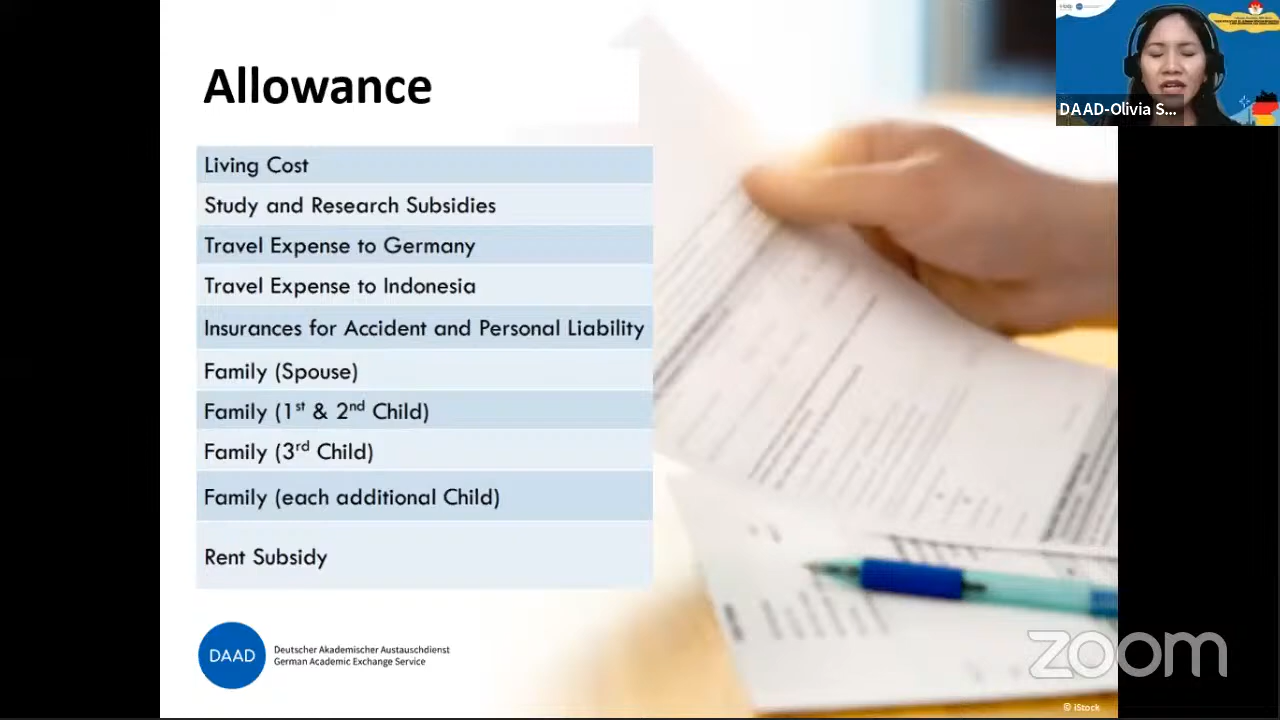 Allowance
Living Cost
Study and Research Subsidies
Travel Expense to Germany
Travel Expense to Indonesia
Insurances for Accident and Personal Liability
Family (Spouse)
Family (1st & 2nd Child)
Family (3rd Child)
Family (each additional Child)
Rent Subsidy
DAAD
Deutscher Akademischer Austauschdienst
German Academic Exchange Service
DAAD-Olivia S...
zoom
© iStock